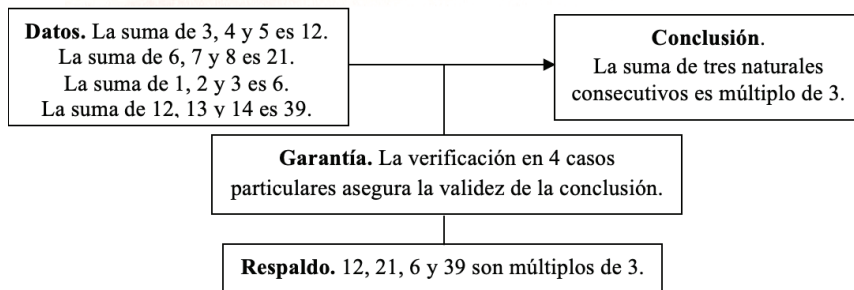 Datos. La suma de 3, 4 y 5 es 12.
La suma de 6, 7 y 8 es 21.
La suma de 1, 2 y 3 es 6.
La suma de 12, 13 y 14 es 39.
Conclusión.
La suma de tres naturales
consecutivos es múltiplo de 3.
Garantía. La verificación en 4 casos
particulares asegura la validez de la conclusión.
Respaldo. 12, 21, 6 y 39 son múltiplos de 3.